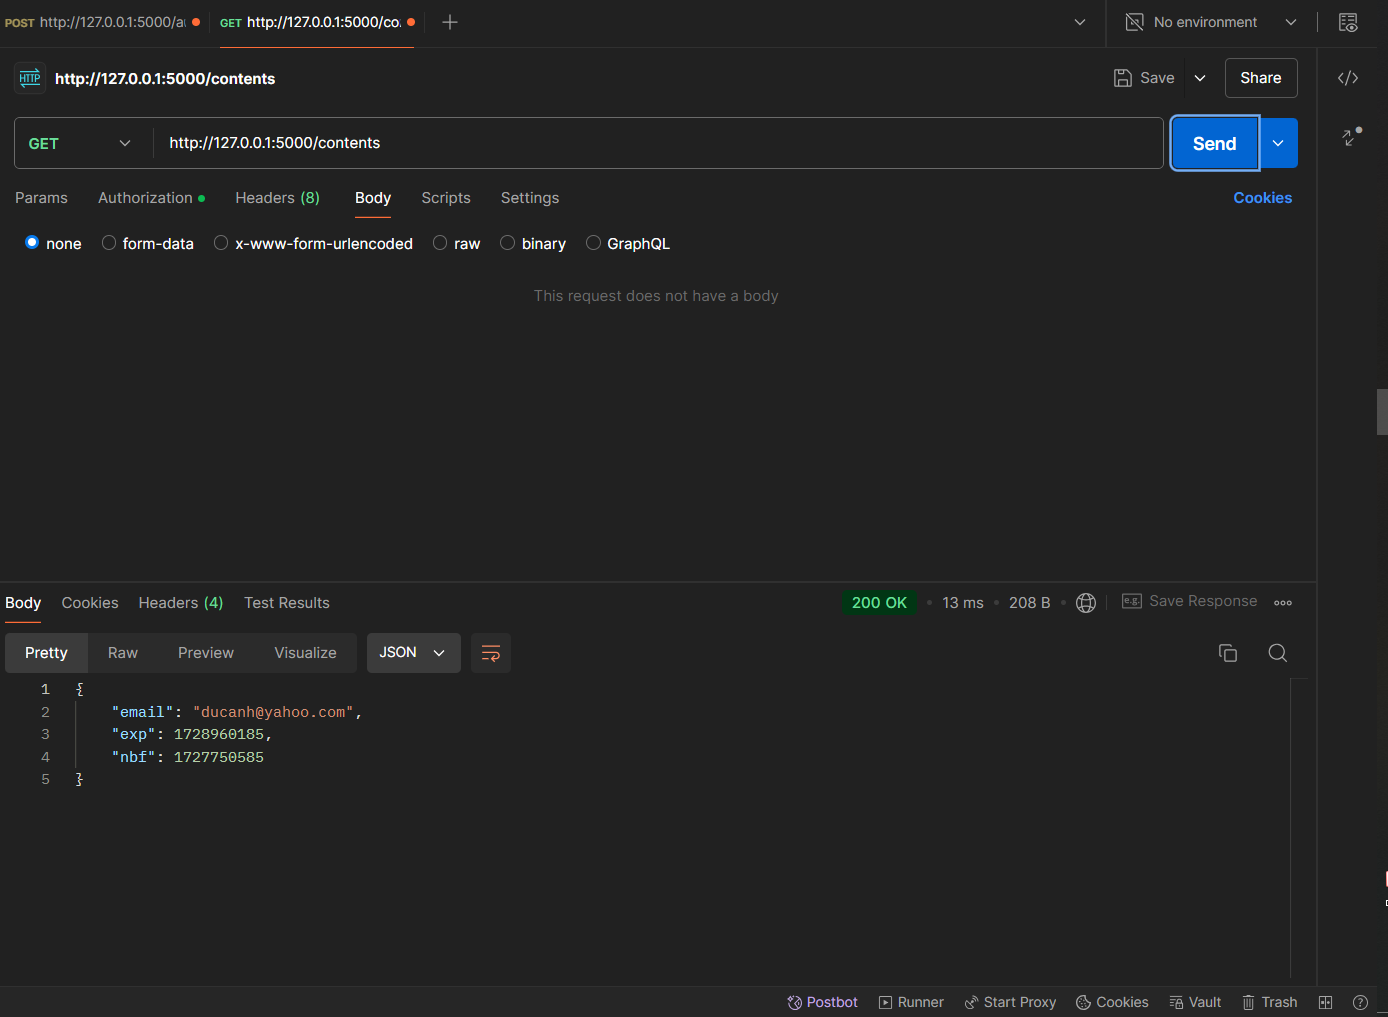 POST http://127.0.0.1:5000/a GET http://127.0.0.1:5000/co No environment
HTTP http://127.0.0.1:5000/contents Save Share
GET http://127.0.0.1:5000/contents Send
Params Authorization Headers (8) Body Scripts Settings Cookies
none form-data x-www-form-urlencoded raw binary GraphQL
This request does not have a body
Body Cookies Headers (4) Test Results 200 OK 13 ms 208 B e.g. Save Response
Pretty Raw Preview Visualize JSON
1 {
2 "email": "ducanh@yahoo.com",
3 "exp": 1728960185,
4 "nbf": 1727750585
5 }
Postbot Runner Start Proxy Cookies Vault Trash